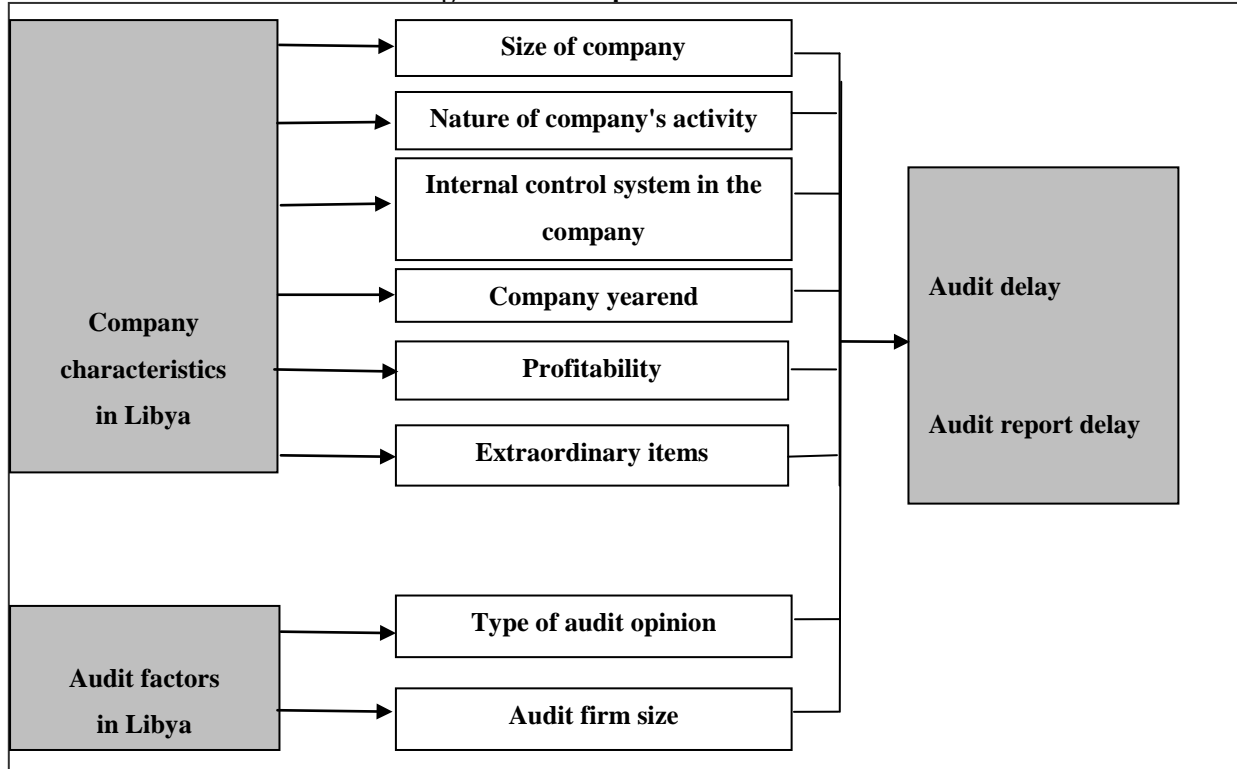 Size of company
Nature of company's activity
Internal control system in the
company
Company yearend
Profitability
Extraordinary items
Company
characteristics
in Libya
Audit delay
Audit report delay
Type of audit opinion
Audit firm size
Audit factors
in Libya